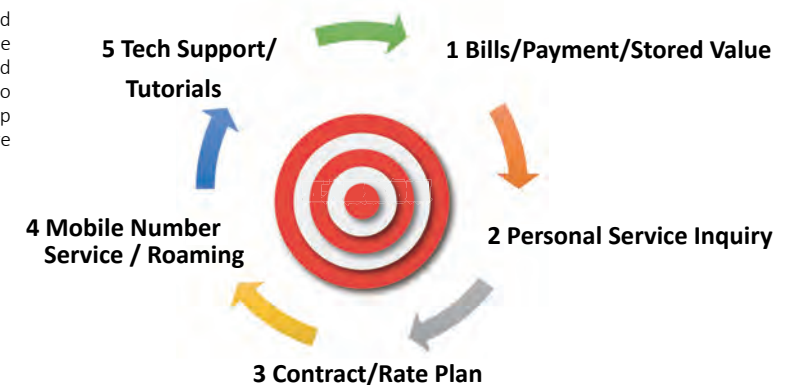 d
e
d
o
p
e
5 Tech Support/
Tutorials
1 Bills/Payment/Stored Value
2 Personal Service Inquiry
3 Contract/Rate Plan
4 Mobile Number
Service / Roaming